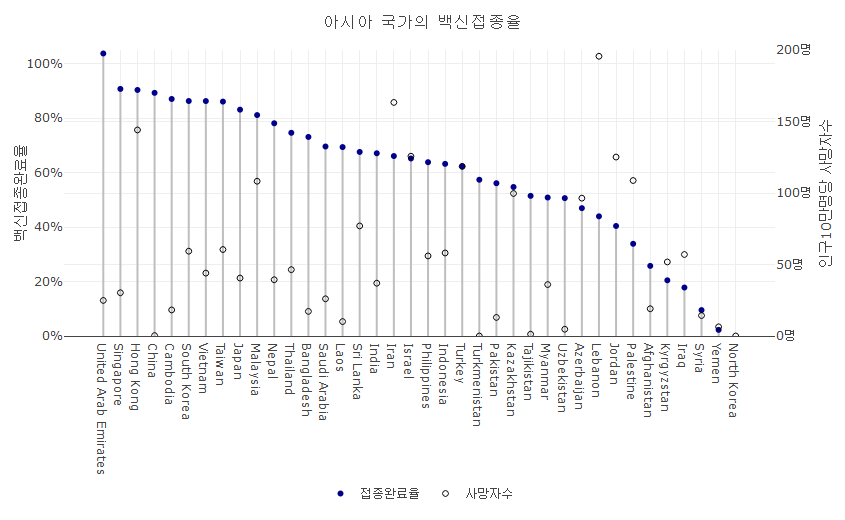 아시아 국가의 백신접종율
백신접종완료율
100%
80%
60%
40%
20%
0%
200명
150명
100명
50명
0명
인구10만명당 사망자수
United Arab Emirates
Singapore
Hong Kong
China
Cambodia
South Korea
Vietnam
Taiwan
Japan
Malaysia
Nepal
Thailand
Bangladesh
Saudi Arabia
Laos
Sri Lanka
India
Iran
Israel
Philippines
Indonesia
Turkey
Turkmenistan
Pakistan
Kazakhstan
Tajikistan
Myanmar
Uzbekistan
Azerbaijan
Lebanon
Jordan
Palestine
Afghanistan
Kyrgyzstan
Iraq
Syria
Yemen
North Korea
접종완료율
사망자수